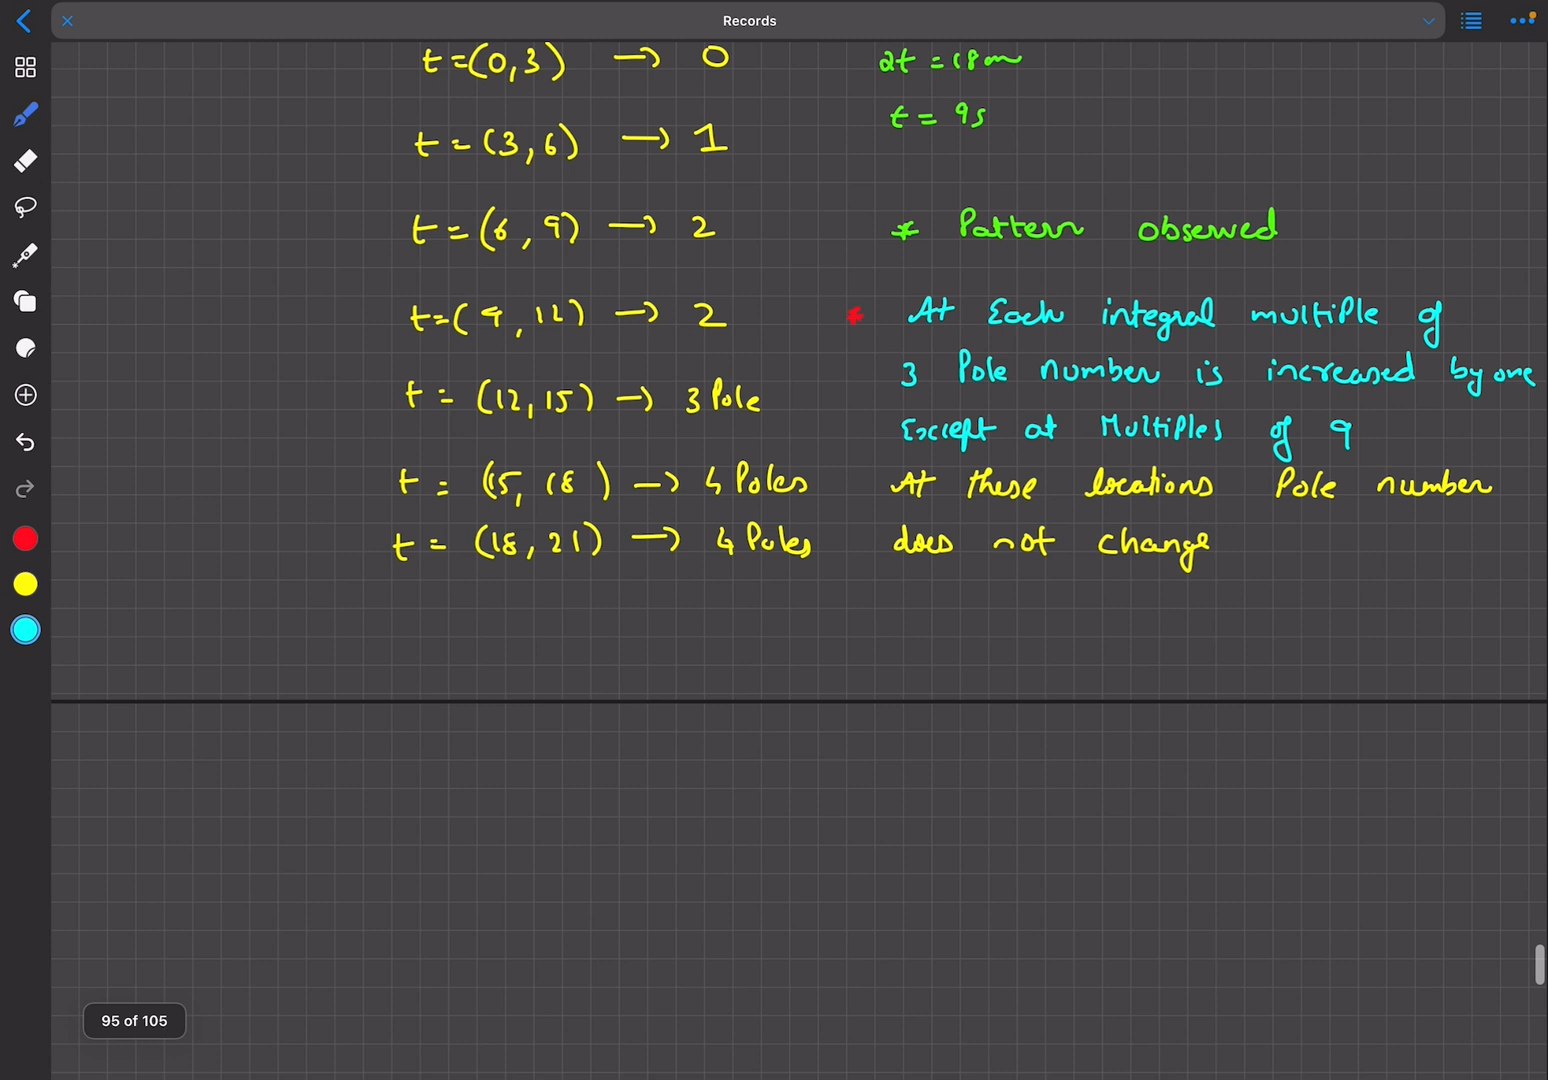 Records
t=(0,3) → 0
t = (3,6) → 1
t = (6,9) → 2
t=(9,12) → 2
t = (12,15) → 3 Pole
t = (15,18) → 4 Poles
t = (18,21) → 4 Poles
2t = 18m
t = 9s
* Pattern observed
* At Each integral multiple of
3 Pole number is increased by one
Except at Multiples of 9
At these locations Pole number
does not change
95 of 105